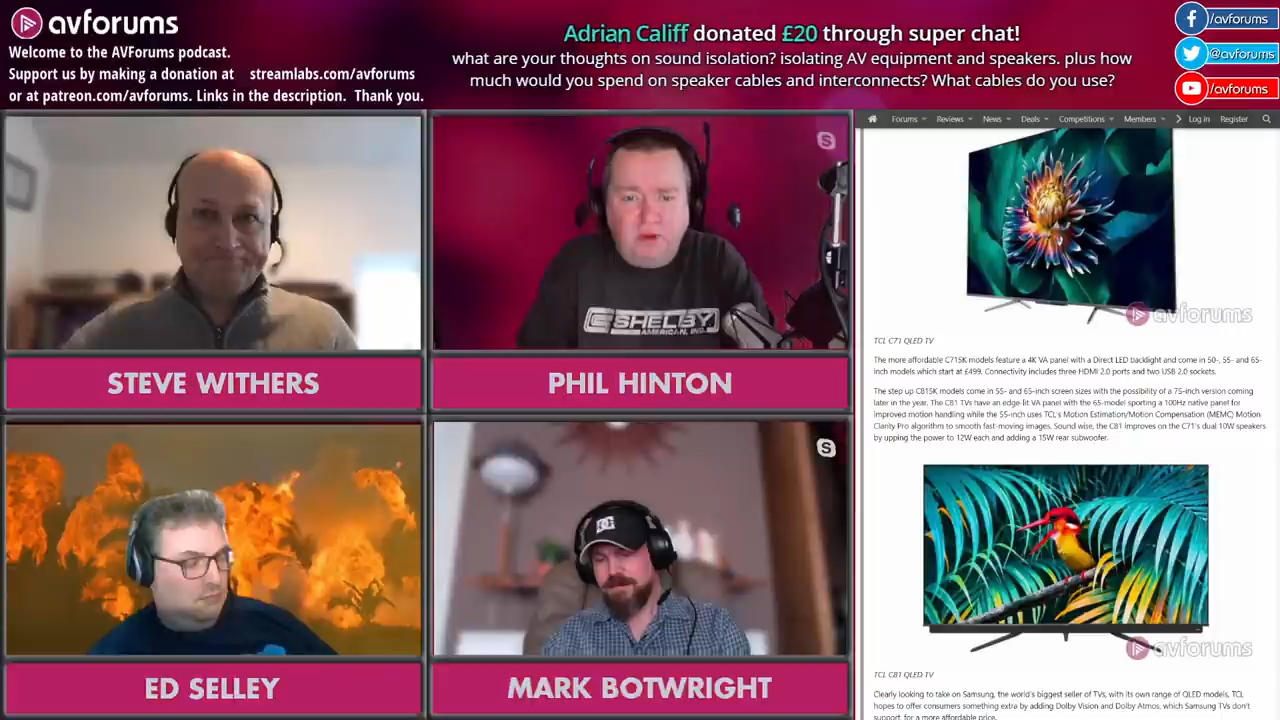 avforums
Welcome to the AVForums podcast.
Support us by making a donation at streamlabs.com/avforums
or at patreon.com/avforums. Links in the description. Thank you.
Adrian Califf donated £20 through super chat!
what are your thoughts on sound isolation? isolating AV equipment and speakers. plus how
much would you spend on speaker cables and interconnects? What cables do you use?
/avforums
@avforums
/avforums
STEVE WITHERS
SHELBY
AMERICAN, INC.
PHIL HINTON
ED SELLEY
DC
MARK BOTWRIGHT
Forums Reviews News Deals Competitions Members Log in Register
avforums
TCL C71 QLED TV
The more affordable C715K models feature a 4K VA panel with a Direct LED backlight and come in 50-, 55- and 65-
inch models which start at £499. Connectivity includes three HDMI 2.0 ports and two USB 2.0 sockets.
The step up C815K models come in 55- and 65-inch screen sizes with the possibility of a 75-inch version coming
later in the year. The C81 TVs have an edge-lit VA panel with the 65-model sporting a 100Hz native panel for
improved motion handling while the 55-inch uses TCL's Motion Estimation/Motion Compensation (MEMC) Motion
Clarity Pro algorithm to smooth fast-moving images. Sound wise, the C81 improves on the C71's dual 10W speakers
by upping the power to 12W each and adding a 15W rear subwoofer.
avforums
TCL C81 QLED TV
Clearly looking to take on Samsung, the world's biggest seller of TVs, with its own range of QLED models, TCL
hopes to offer consumers something extra by adding Dolby Vision and Dolby Atmos, which Samsung TVs don't
support, for a more affordable price.